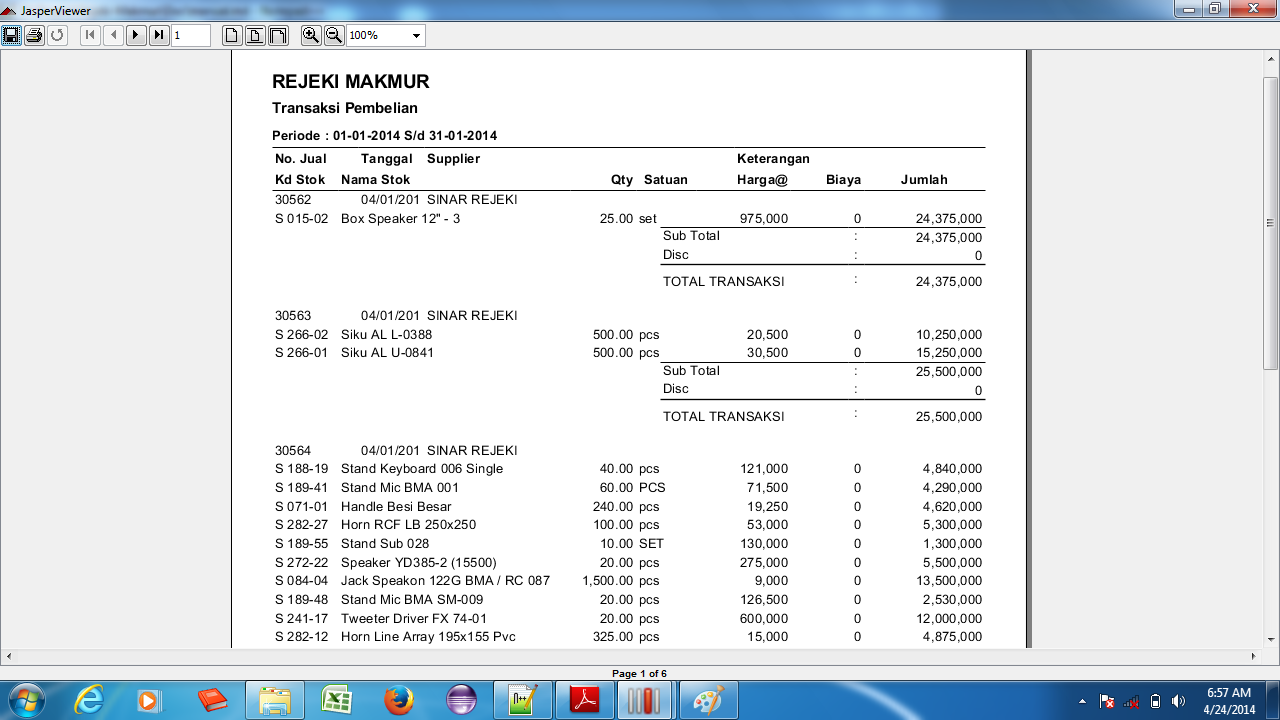 JasperViewer
1
100%
REJEKI MAKMUR
Transaksi Pembelian
Periode : 01-01-2014 S/d 31-01-2014
No. Jual Tanggal Supplier Keterangan
Kd Stok Nama Stok Qty Satuan Harga@ Biaya Jumlah
30562 04/01/201 SINAR REJEKI
S 015-02 Box Speaker 12" - 3 25.00 set 975,000 0 24,375,000
Sub Total : 24,375,000
Disc : 0
TOTAL TRANSAKSI : 24,375,000
30563 04/01/201 SINAR REJEKI
S 266-02 Siku AL L-0388 500.00 pcs 20,500 0 10,250,000
S 266-01 Siku AL U-0841 500.00 pcs 30,500 0 15,250,000
Sub Total : 25,500,000
Disc : 0
TOTAL TRANSAKSI : 25,500,000
30564 04/01/201 SINAR REJEKI
S 188-19 Stand Keyboard 006 Single 40.00 pcs 121,000 0 4,840,000
S 189-41 Stand Mic BMA 001 60.00 PCS 71,500 0 4,290,000
S 071-01 Handle Besi Besar 240.00 pcs 19,250 0 4,620,000
S 282-27 Horn RCF LB 250x250 100.00 pcs 53,000 0 5,300,000
S 189-55 Stand Sub 028 10.00 SET 130,000 0 1,300,000
S 272-22 Speaker YD385-2 (15500) 20.00 pcs 275,000 0 5,500,000
S 084-04 Jack Speakon 122G BMA / RC 087 1,500.00 pcs 9,000 0 13,500,000
S 189-48 Stand Mic BMA SM-009 20.00 pcs 126,500 0 2,530,000
S 241-17 Tweeter Driver FX 74-01 20.00 pcs 600,000 0 12,000,000
S 282-12 Horn Line Array 195x155 Pvc 325.00 pcs 15,000 0 4,875,000
Page 1 of 6
6:57 AM
4/24/2014